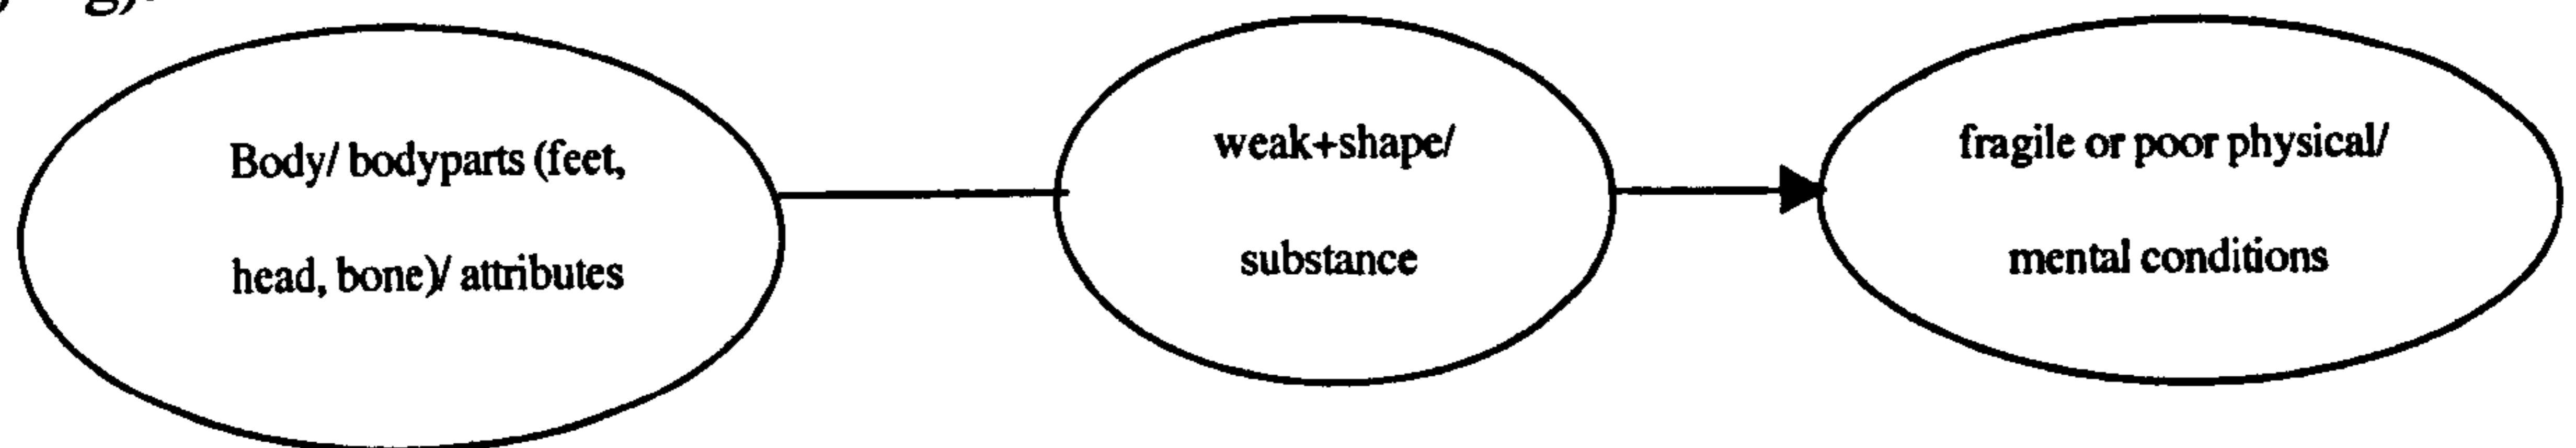 Body/ bodyparts (feet,
head, bone)/ attributes
weak+shape/
substance
fragile or poor physical/
mental conditions